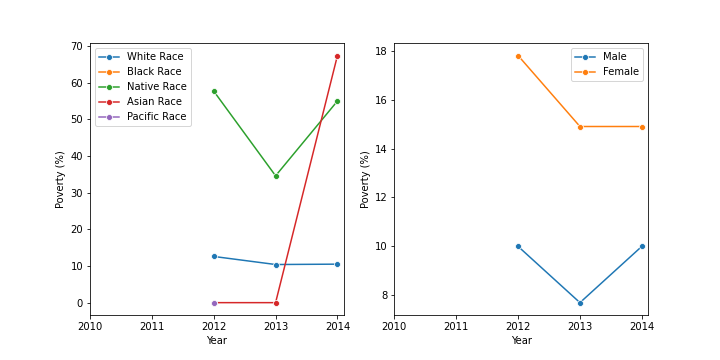 70
60
50
40
30
20
10
0
Poverty (%)
White Race
Black Race
Native Race
Asian Race
Pacific Race
2010 2011 2012 2013 2014
Year
18
16
14
12
10
8
Poverty (%)
Male
Female
2010 2011 2012 2013 2014
Year